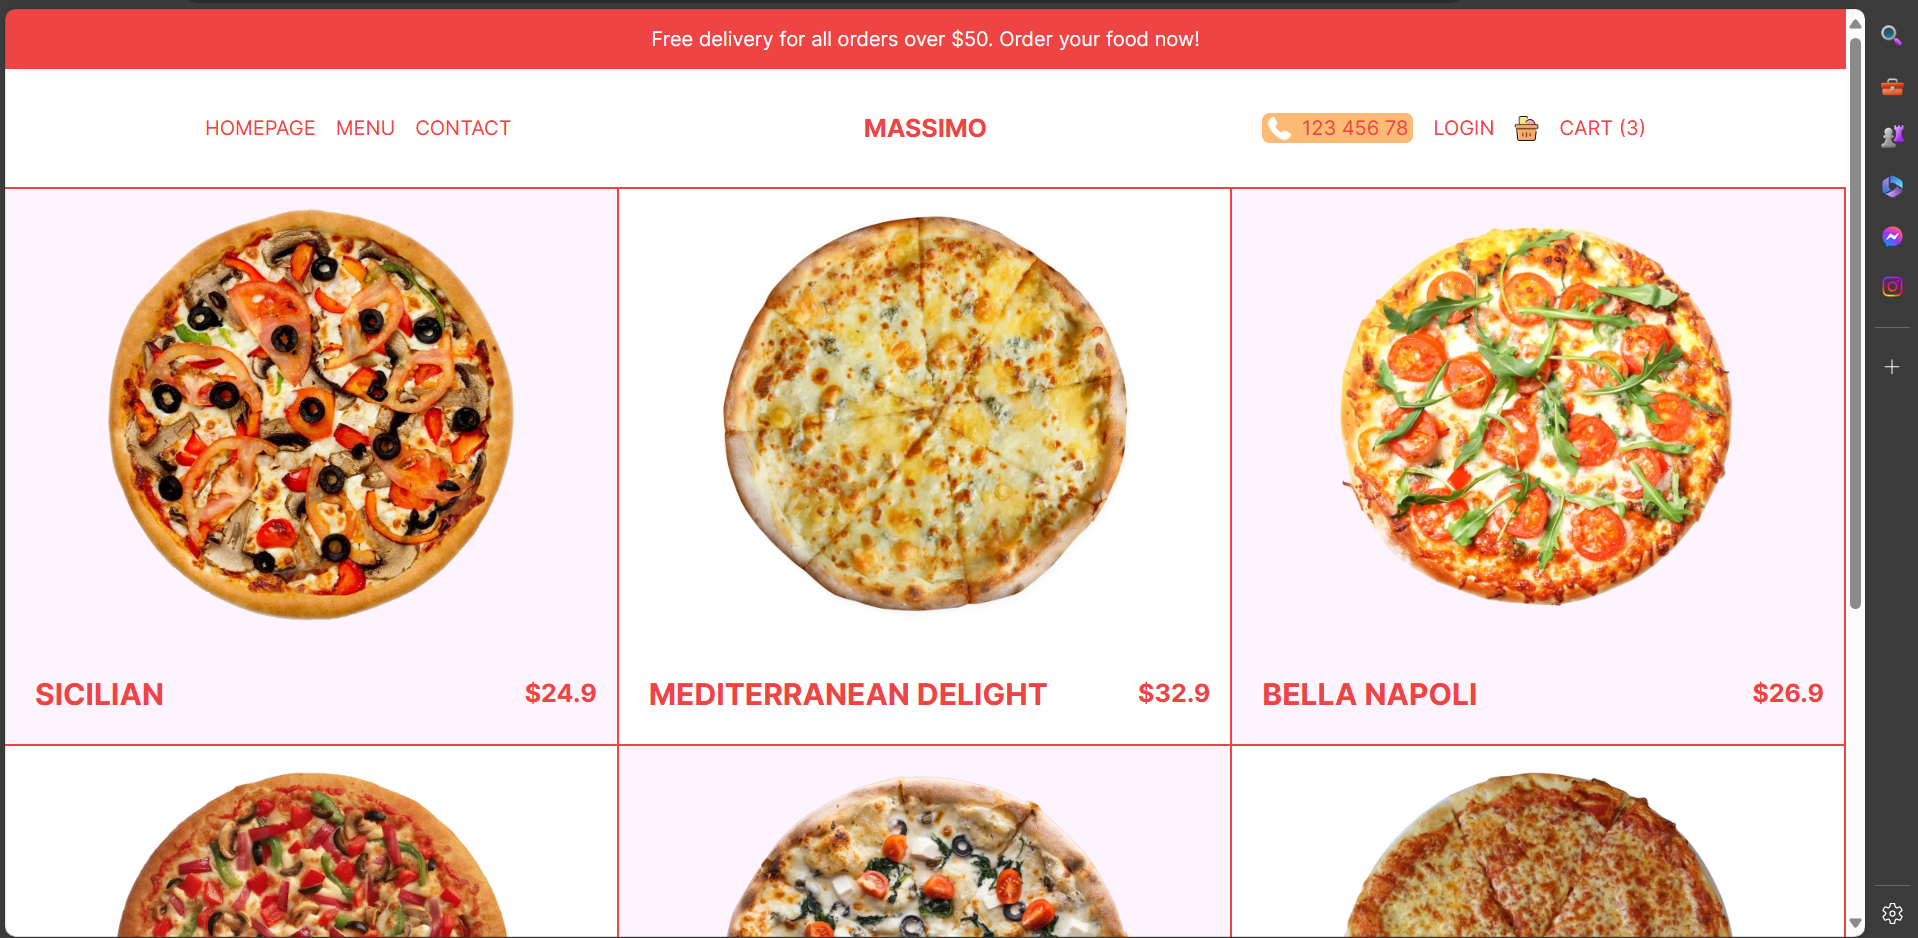 Free delivery for all orders over $50. Order your food now!
HOMEPAGE MENU CONTACT
MASSIMO
123 456 78 LOGIN CART (3)
SICILIAN $24.9
MEDITERRANEAN DELIGHT $32.9
BELLA NAPOLI $26.9